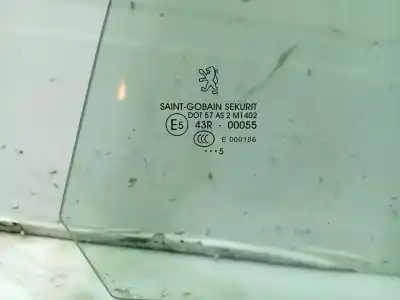 SAINT-GOBAIN SEKURIT
DOT 57 AS 2 M1402
E5 43R - 00055
CCC E 000186
•••5